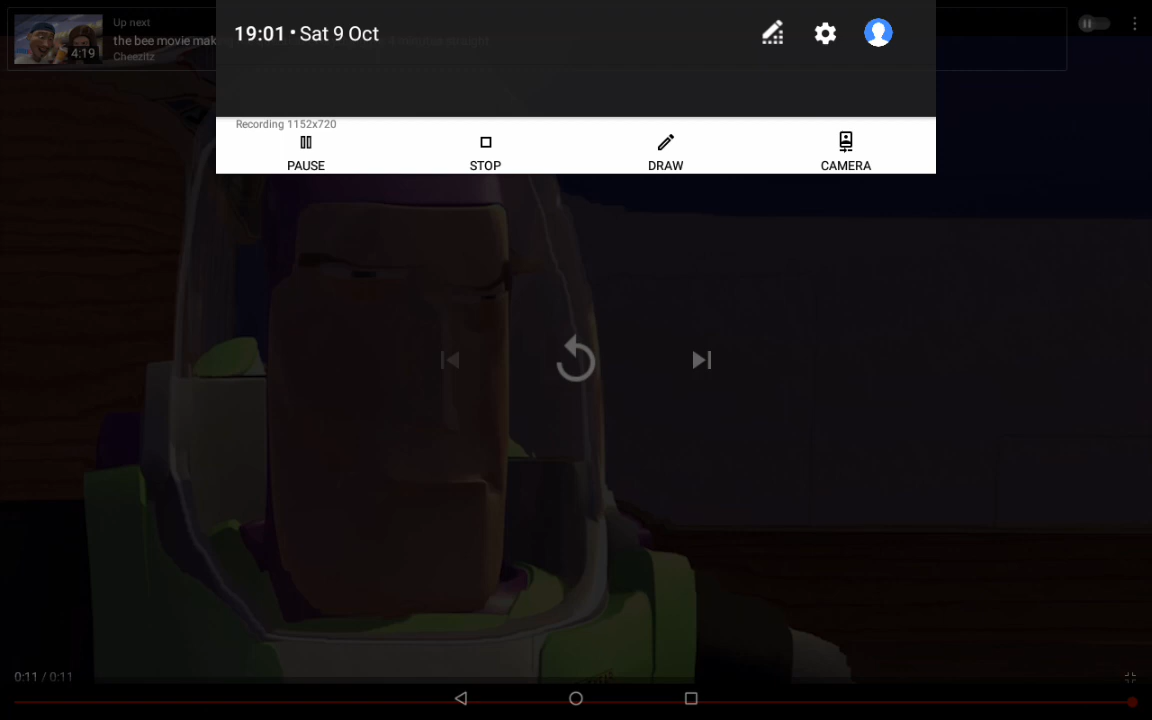 Up next
the bee movie mak
4:19
Cheezitz
19:01 • Sat 9 Oct
Recording 1152x720
PAUSE
STOP
DRAW
CAMERA
0:11 / 0:11